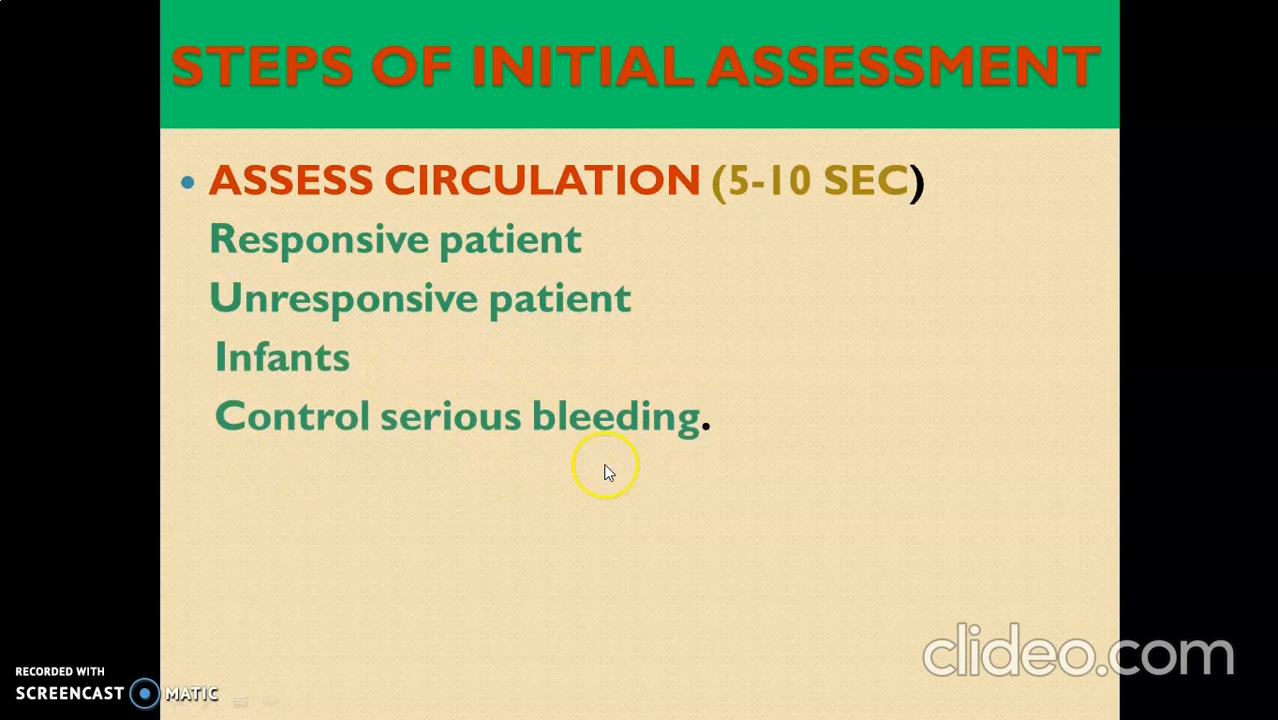 STEPS OF INITIAL ASSESSMENT
• ASSESS CIRCULATION (5-10 SEC)
Responsive patient
Unresponsive patient
Infants
Control serious bleeding.
clideo.com
RECORDED WITH
SCREENCAST MATIC